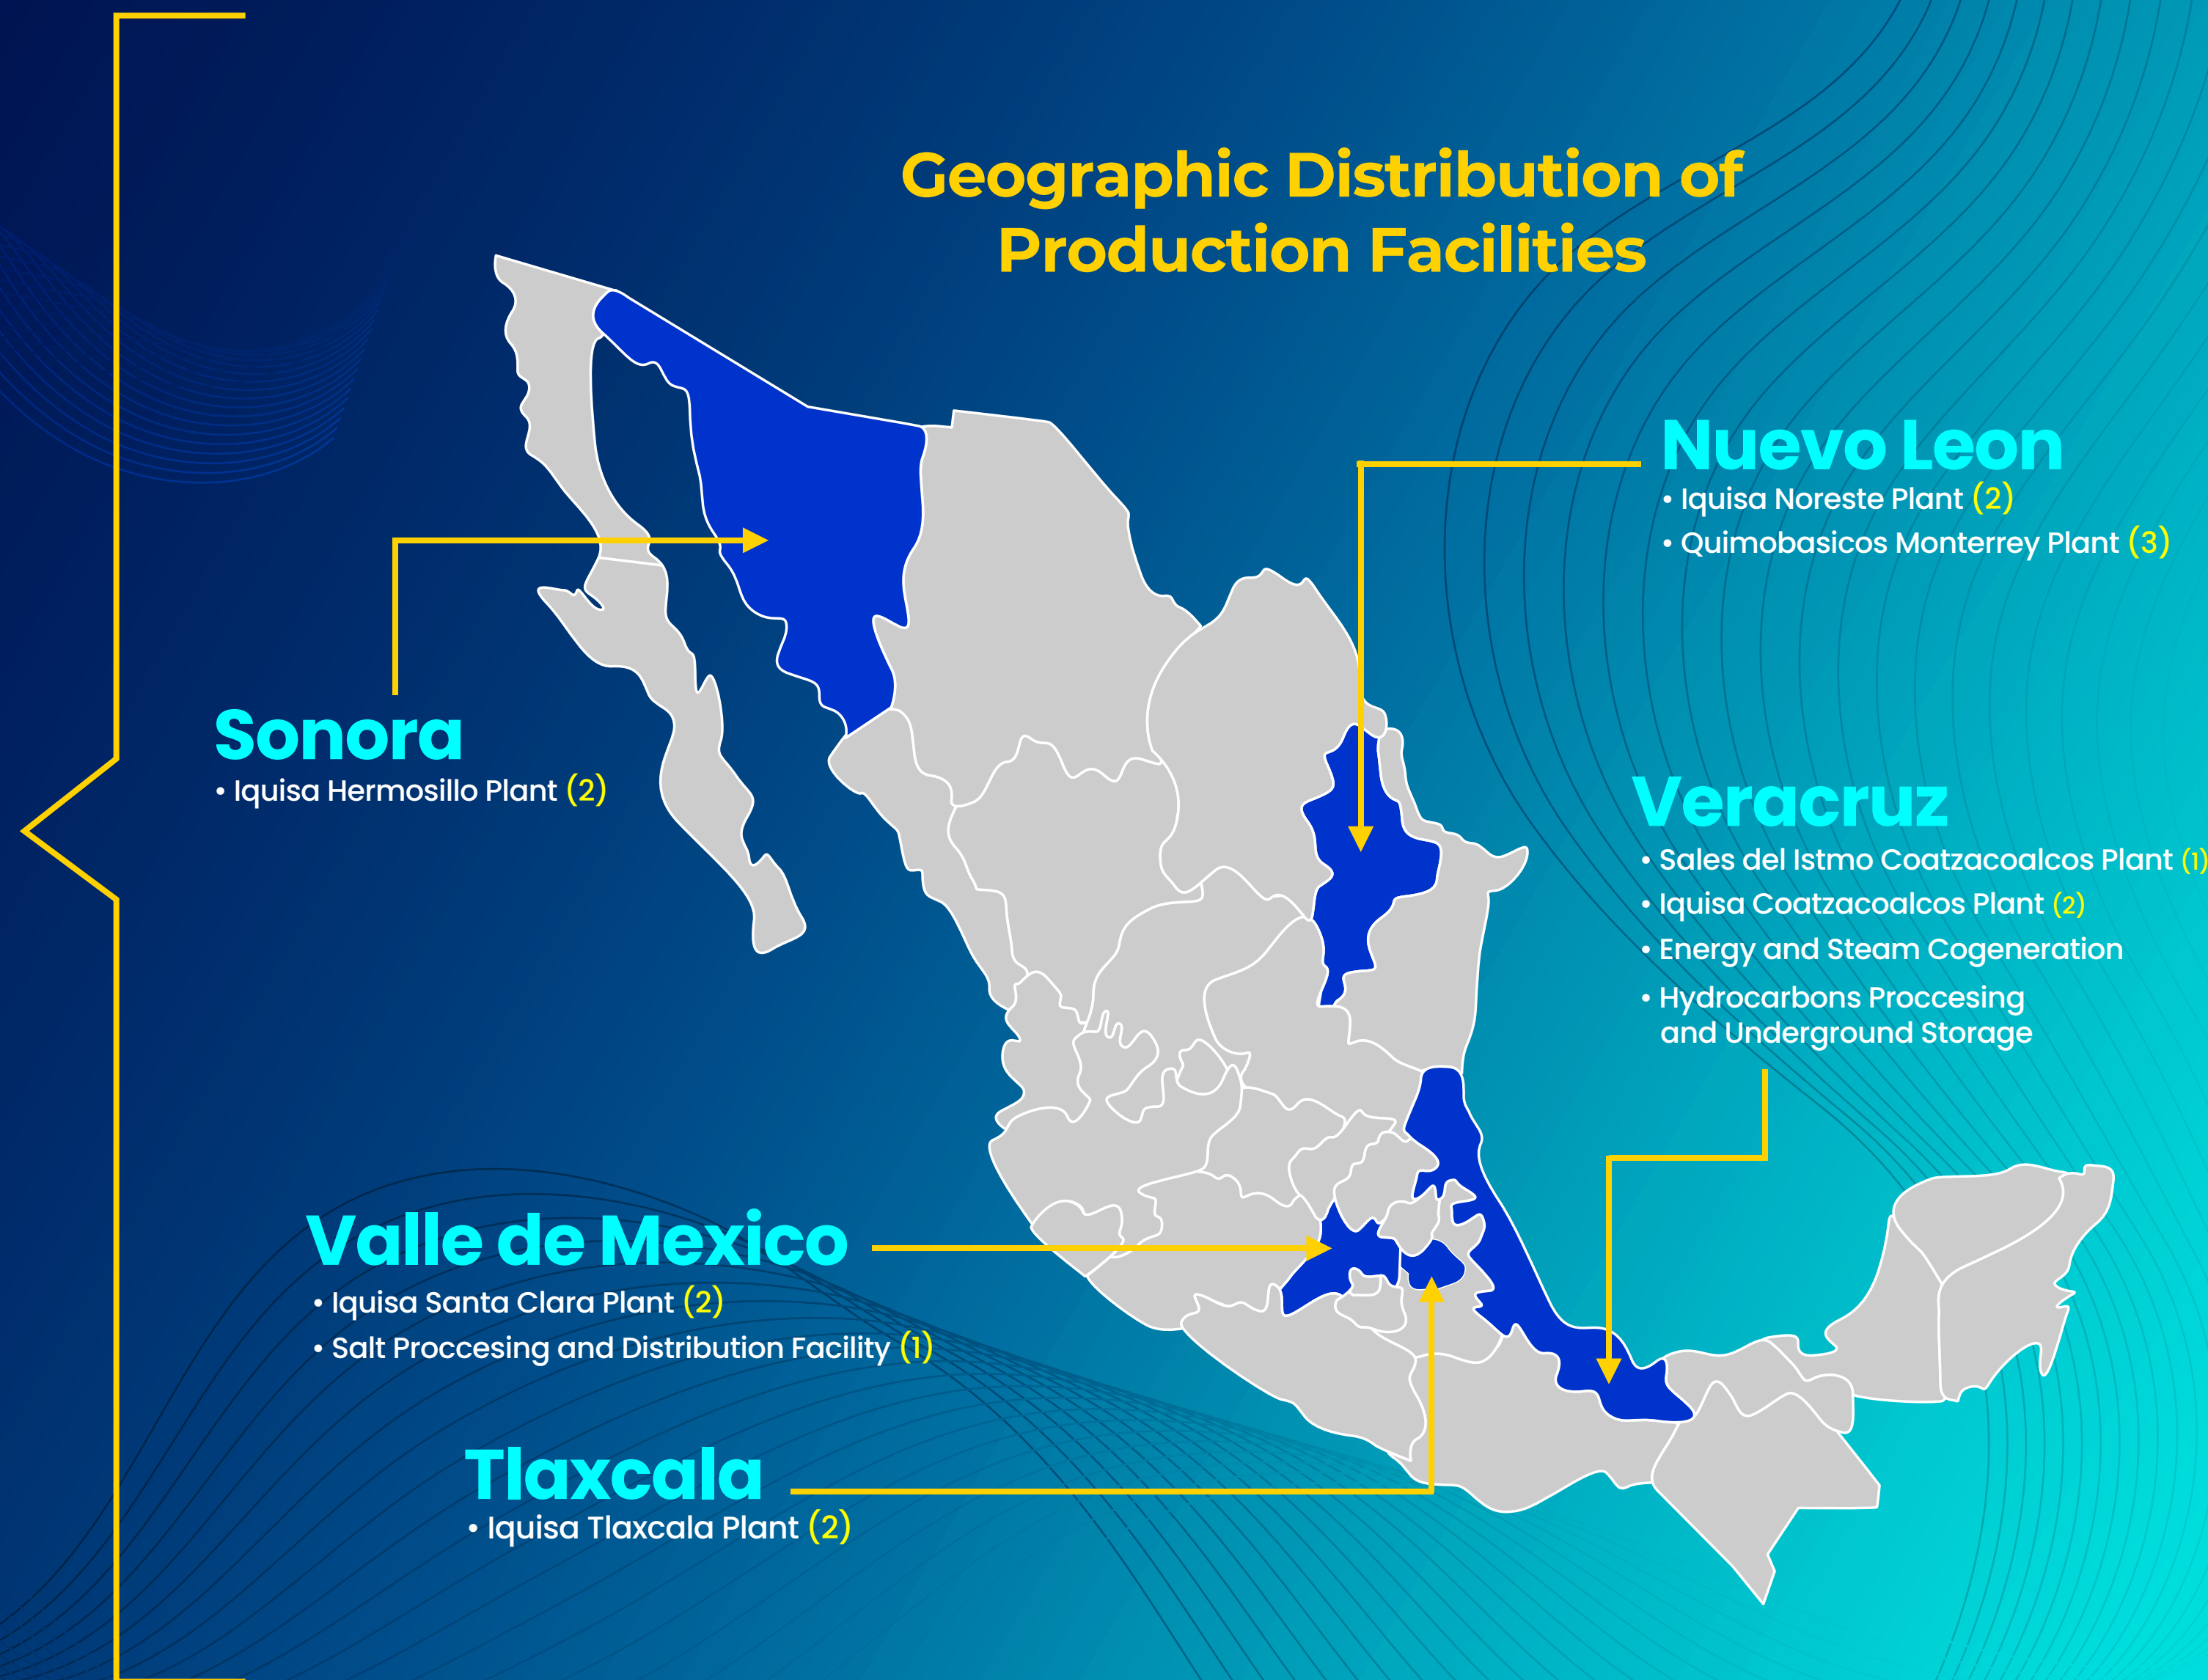 Geographic Distribution of
Production Facilities
Nuevo Leon
• Iquisa Noreste Plant (2)
• Quimobasicos Monterrey Plant (3)
Sonora
• Iquisa Hermosillo Plant (2)
Veracruz
• Sales del Istmo Coatzacoalcos Plant (1)
• Iquisa Coatzacoalcos Plant (2)
• Energy and Steam Cogeneration
• Hydrocarbons Proccesing
and Underground Storage
Valle de Mexico
• Iquisa Santa Clara Plant (2)
• Salt Proccesing and Distribution Facility (1)
Tlaxcala
• Iquisa Tlaxcala Plant (2)